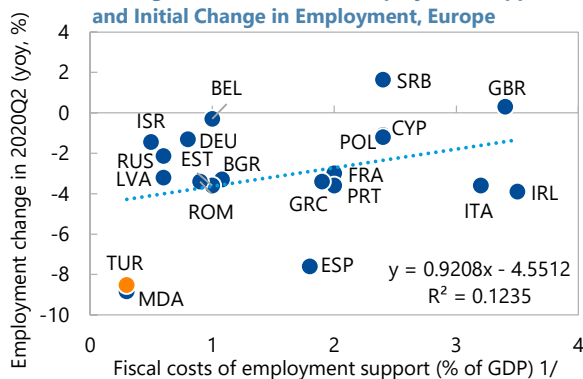 and Initial Change in Employment, Europe
Employment change in 2020Q2 (yoy, %)
4
2
0
-2
-4
-6
-8
-10
BEL
SRB
GBR
ISR
DEU
CYP
POL
RUS
EST
BGR
LVA
FRA
ROM
GRC
PRT
ITA
IRL
TUR
ESP
MDA
y = 0.9208x - 4.5512
R² = 0.1235
0
1
2
3
4
Fiscal costs of employment support (% of GDP) 1/